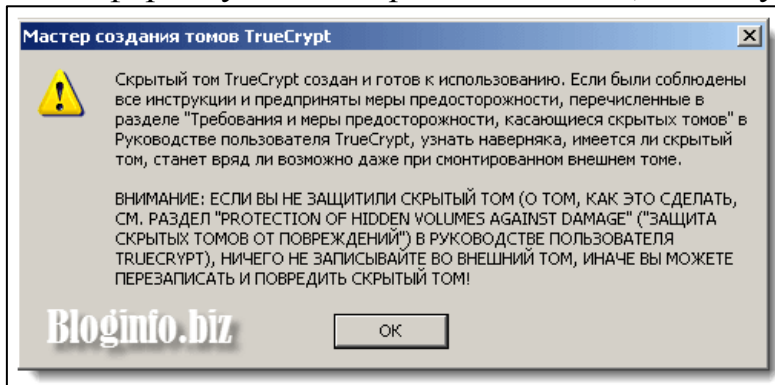 Мастер создания томов TrueCrypt
Скрытый том TrueCrypt создан и готов к использованию. Если были соблюдены
все инструкции и предприняты меры предосторожности, перечисленные в
разделе "Требования и меры предосторожности, касающиеся скрытых томов" в
Руководстве пользователя TrueCrypt, узнать наверняка, имеется ли скрытый
том, станет вряд ли возможно даже при смонтированном внешнем томе.
ВНИМАНИЕ: ЕСЛИ ВЫ НЕ ЗАЩИТИЛИ СКРЫТЫЙ ТОМ (О ТОМ, КАК ЭТО СДЕЛАТЬ,
СМ. РАЗДЕЛ "PROTECTION OF HIDDEN VOLUMES AGAINST DAMAGE" ("ЗАЩИТА
СКРЫТЫХ ТОМОВ ОТ ПОВРЕЖДЕНИЙ") В РУКОВОДСТВЕ ПОЛЬЗОВАТЕЛЯ
TRUECRYPT), НИЧЕГО НЕ ЗАПИСЫВАЙТЕ ВО ВНЕШНИЙ ТОМ, ИНАЧЕ ВЫ МОЖЕТЕ
ПЕРЕЗАПИСАТЬ И ПОВРЕДИТЬ СКРЫТЫЙ ТОМ!
Bloginfo.biz
ОК